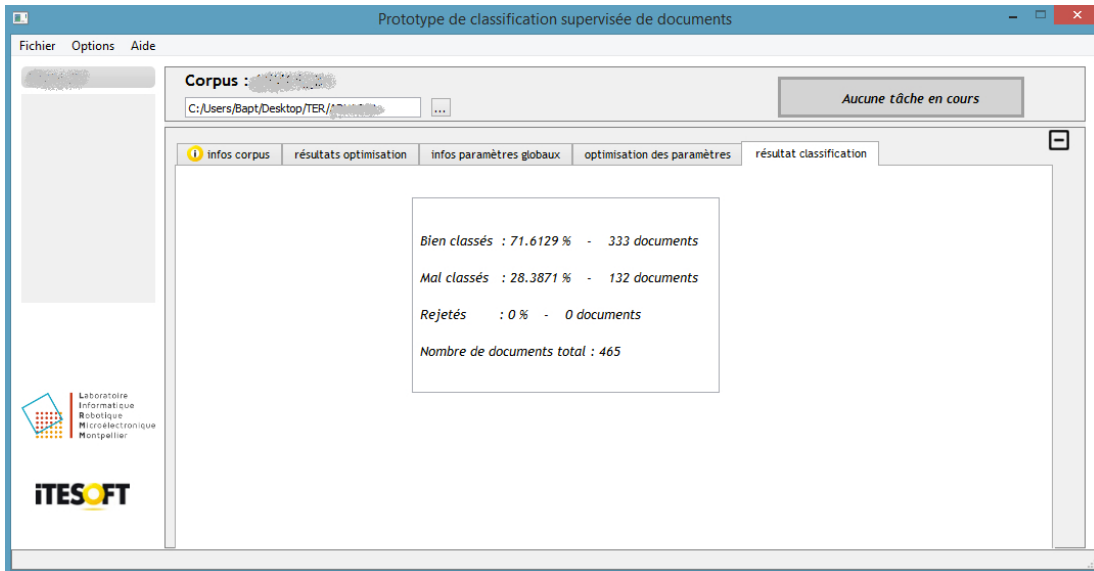 Prototype de classification supervisée de documents
Fichier Options Aide
Corpus :
C:/Users/Bapt/Desktop/TER/
...
Aucune tâche en cours
infos corpus
résultats optimisation
infos paramètres globaux
optimisation des paramètres
résultat classification
Bien classés : 71.6129 % - 333 documents
Mal classés : 28.3871 % - 132 documents
Rejetés : 0 % - 0 documents
Nombre de documents total : 465
Laboratoire
Informatique
Robotique
Microélectronique
Montpellier
iTESOFT